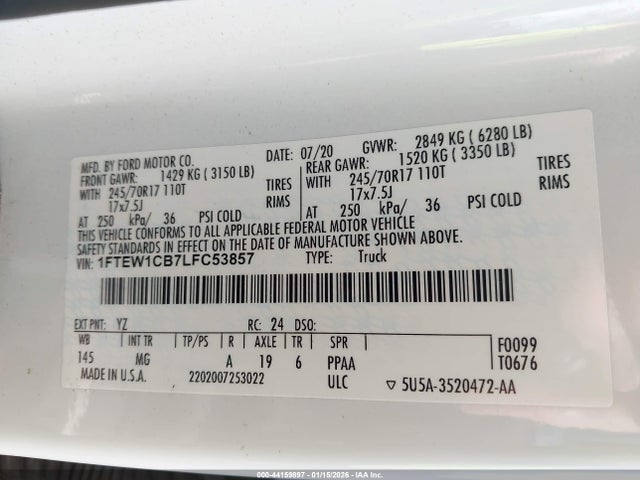 MFD. BY FORD MOTOR CO. DATE: 07/20 GVWR: 2849 KG ( 6280 LB)
FRONT GAWR: 1429 KG ( 3150 LB) REAR GAWR: 1520 KG ( 3350 LB)
WITH 245/70R17 110T TIRES WITH 245/70R17 110T TIRES
17x7.5J RIMS 17x7.5J RIMS
AT 250 kPa/ 36 PSI COLD AT 250 kPa/ 36 PSI COLD
THIS VEHICLE CONFORMS TO ALL APPLICABLE FEDERAL MOTOR VEHICLE
SAFETY STANDARDS IN EFFECT ON THE DATE OF MANUFACTURE SHOWN ABOVE.
VIN: 1FTEW1CB7LFC53857 TYPE: Truck
EXT PNT: YZ RC: 24 DSO:
WB INT TR TP/PS R AXLE TR SPR F0099
145 MG A 19 6 PPAA T0676
MADE IN U.S.A. 2202007253022 ULC ▽ 5U5A-3520472-AA
000-44159897 - 01/15/2026 - IAA Inc.